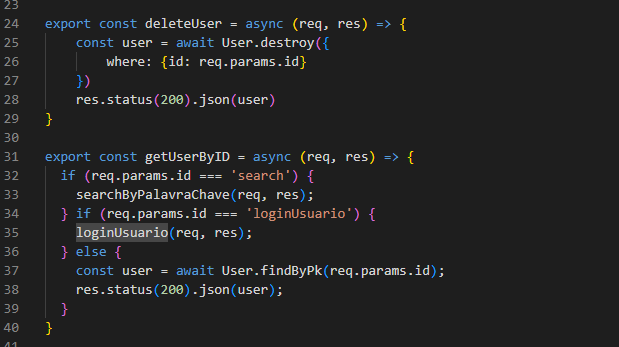 23
24 export const deleteUser = async (req, res) => {
25     const user = await User.destroy({
26         where: {id: req.params.id}
27     })
28     res.status(200).json(user)
29 }
30
31 export const getUserByID = async (req, res) => {
32   if (req.params.id === 'search') {
33     searchByPalavraChave(req, res);
34   } if (req.params.id === 'loginUsuario') {
35     loginUsuario(req, res);
36   } else {
37     const user = await User.findByPk(req.params.id);
38     res.status(200).json(user);
39   }
40 }
41